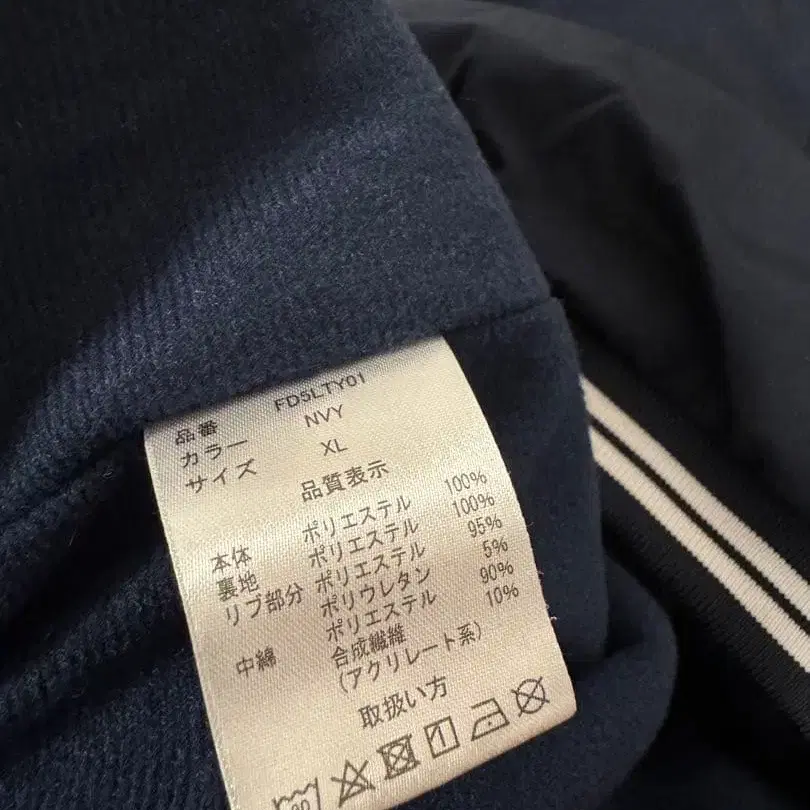 品番 FD5LTY01
カラー NVY
サイズ XL
品質表示
本体 ポリエステル 100%
裏地 ポリエステル 100%
リブ部分 ポリエステル 95%
ポリウレタン 5%
中綿 ポリエステル 90%
合成繊維 10%
(アクリレート系)
取扱い方